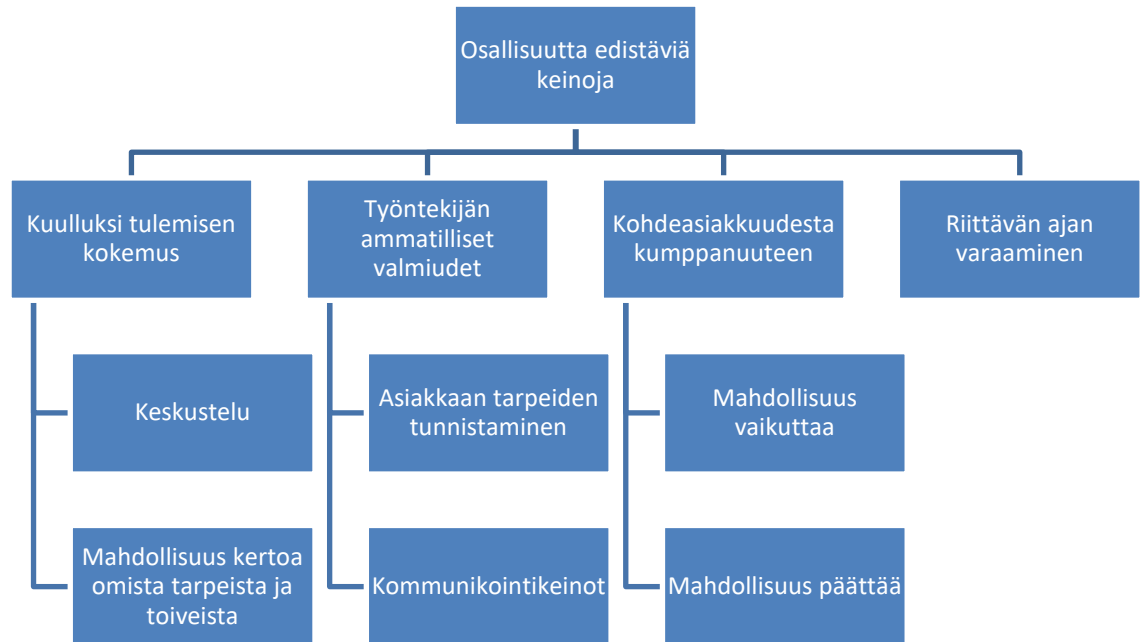 Osallisuutta edistäviä
keinoja
Kuulluksi tulemisen
kokemus
Työntekijän
ammatilliset
valmiudet
Kohdeasiakkuudesta
kumppanuuteen
Riittävän ajan
varaaminen
Keskustelu
Asiakkaan tarpeiden
tunnistaminen
Mahdollisuus
vaikuttaa
Mahdollisuus kertoa
omista tarpeista ja
toiveista
Kommunikointikeinot
Mahdollisuus päättää